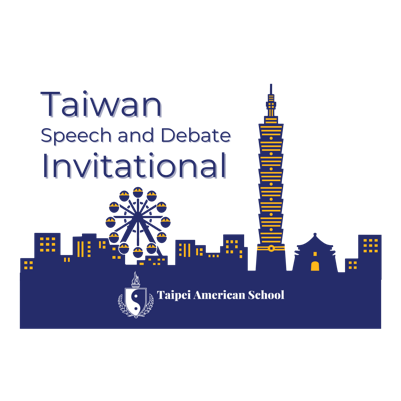 Taiwan
Speech and Debate
Invitational
Taipei American School